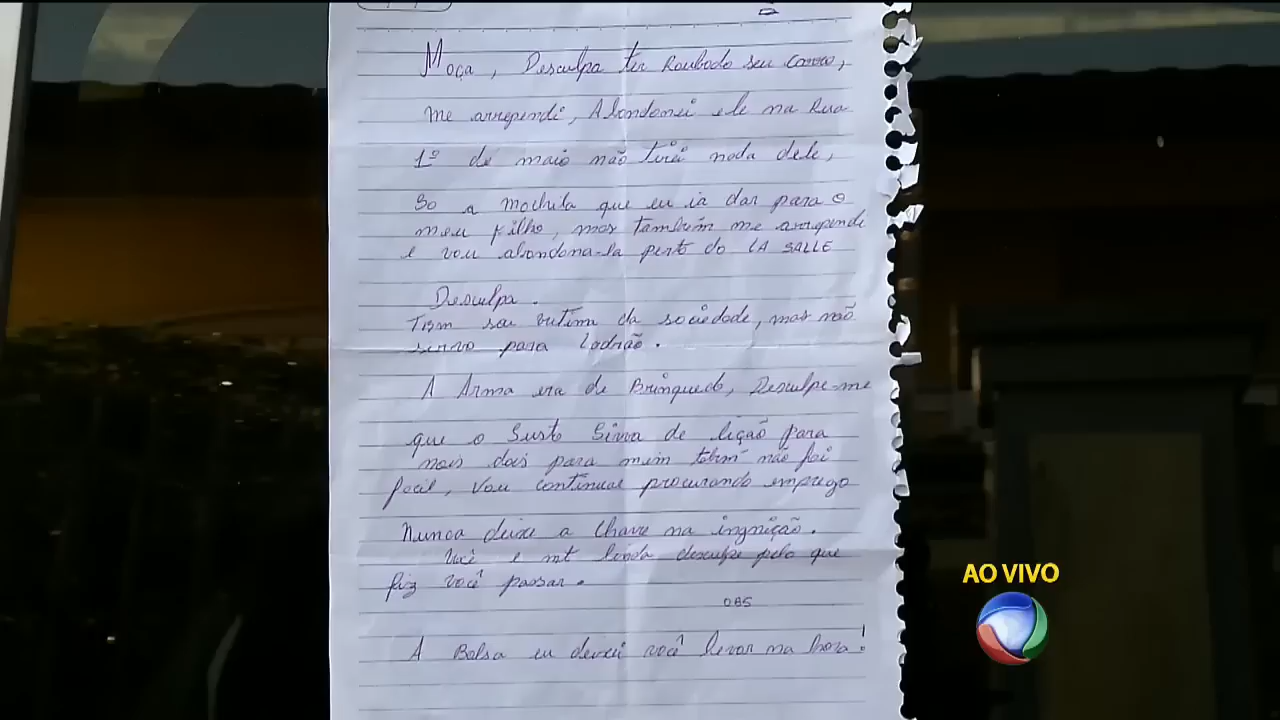 Moça, Desculpa ter Roubado seu carro,
me arrependi, Abandonei ele na Rua
1º de maio não tirei nada dele,
So a mochila que eu ia dar para o
meu filho, mas também me arrependi
e vou abandona-la perto do LA SALLE
Desculpa.
Tbm sou vitima da sociedade, mas não
sirvo para ladrão.
A Arma era de Brinquedo, Desculpe-me
que o Susto Sirva de lição para
nois dois para mim tbm não foi
facil, Vou continuar procurando emprego
Nunca deixe a Chave na ingnição.
Você e mt linda desculpe pelo que
fiz você passar.
OBS
A Bolsa eu deixei você levar na hora!
AO VIVO